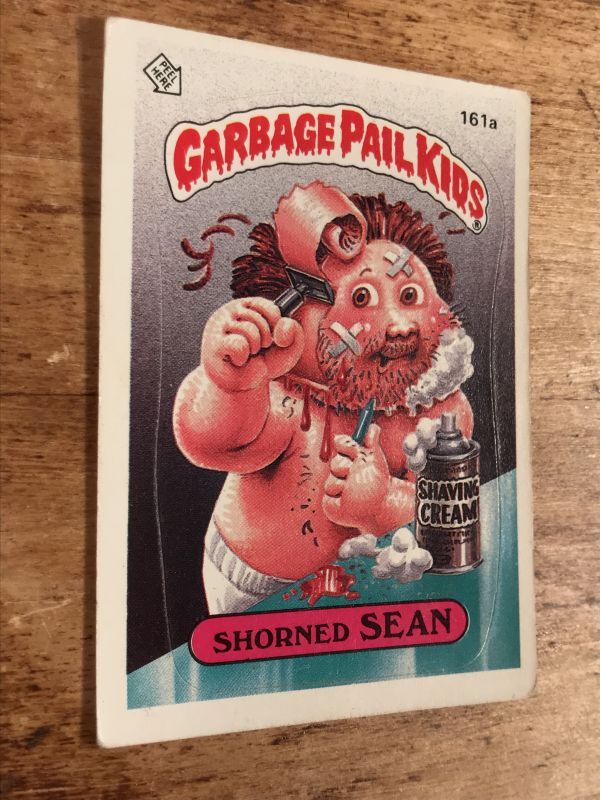 PEEL
HERE
161a
GARBAGE PAIL KIDS
®
SHAVING
CREAM
SHORNED SEAN